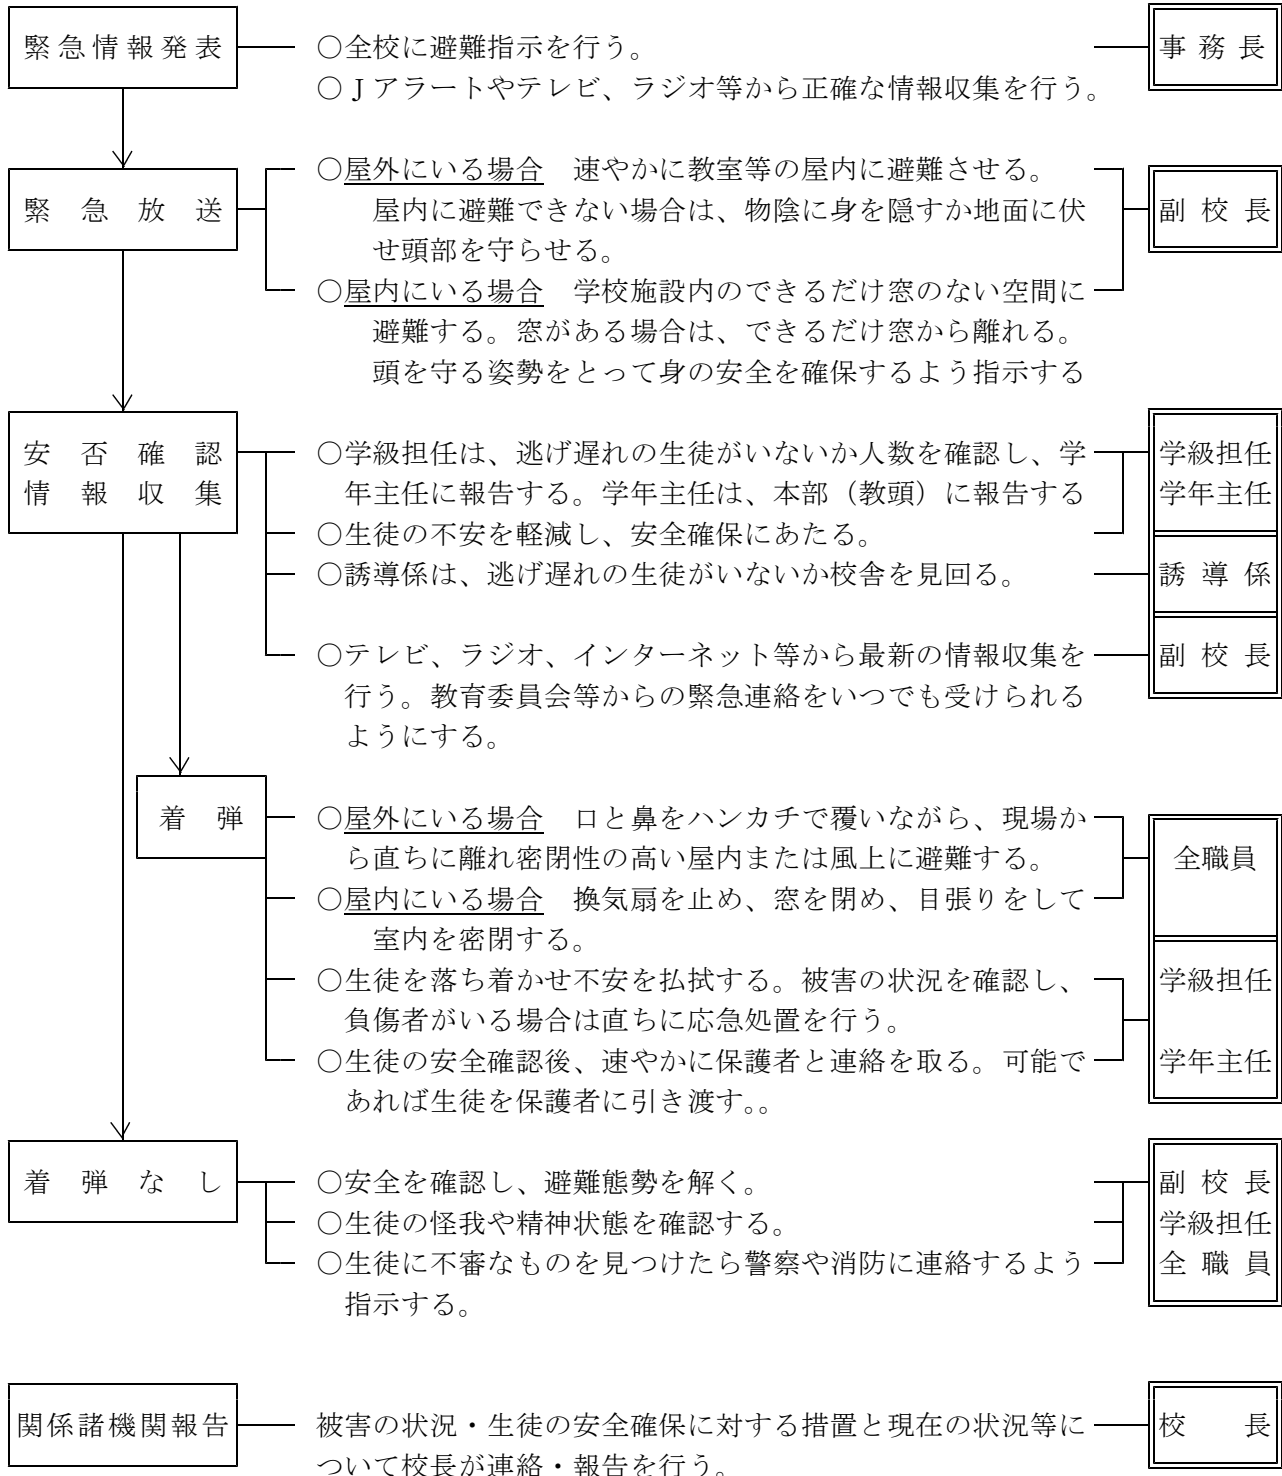 緊急情報発表 ○全校に避難指示を行う。 事務長
○Jアラートやテレビ、ラジオ等から正確な情報収集を行う。
○屋外にいる場合 速やかに教室等の屋内に避難させる。
緊急放送 屋内に避難できない場合は、物陰に身を隠すか地面に伏 副校長
せ頭部を守らせる。
○屋内にいる場合 学校施設内のできるだけ窓のない空間に
避難する。窓がある場合は、できるだけ窓から離れる。
頭を守る姿勢をとって身の安全を確保するよう指示する
安否確認 ○学級担任は、逃げ遅れの生徒がいないか人数を確認し、学 学級担任
情報収集 年主任に報告する。学年主任は、本部（教頭）に報告する 学年主任
○生徒の不安を軽減し、安全確保にあたる。
○誘導係は、逃げ遅れの生徒がいないか校舎を見回る。 誘導係
○テレビ、ラジオ、インターネット等から最新の情報収集を 副校長
行う。教育委員会等からの緊急連絡をいつでも受けられる
ようにする。
着弾 ○屋外にいる場合 口と鼻をハンカチで覆いながら、現場か
ら直ちに離れ密閉性の高い屋内または風上に避難する。 全職員
○屋内にいる場合 換気扇を止め、窓を閉め、目張りをして
室内を密閉する。
○生徒を落ち着かせ不安を払拭する。被害の状況を確認し、 学級担任
負傷者がいる場合は直ちに応急処置を行う。
○生徒の安全確認後、速やかに保護者と連絡を取る。可能で 学年主任
あれば生徒を保護者に引き渡す。。
着弾なし ○安全を確認し、避難態勢を解く。 副校長
○生徒の怪我や精神状態を確認する。 学級担任
○生徒に不審なものを見つけたら警察や消防に連絡するよう 全職員
指示する。
関係諸機関報告 被害の状況・生徒の安全確保に対する措置と現在の状況等に 校長
ついて校長が連絡・報告を行う。